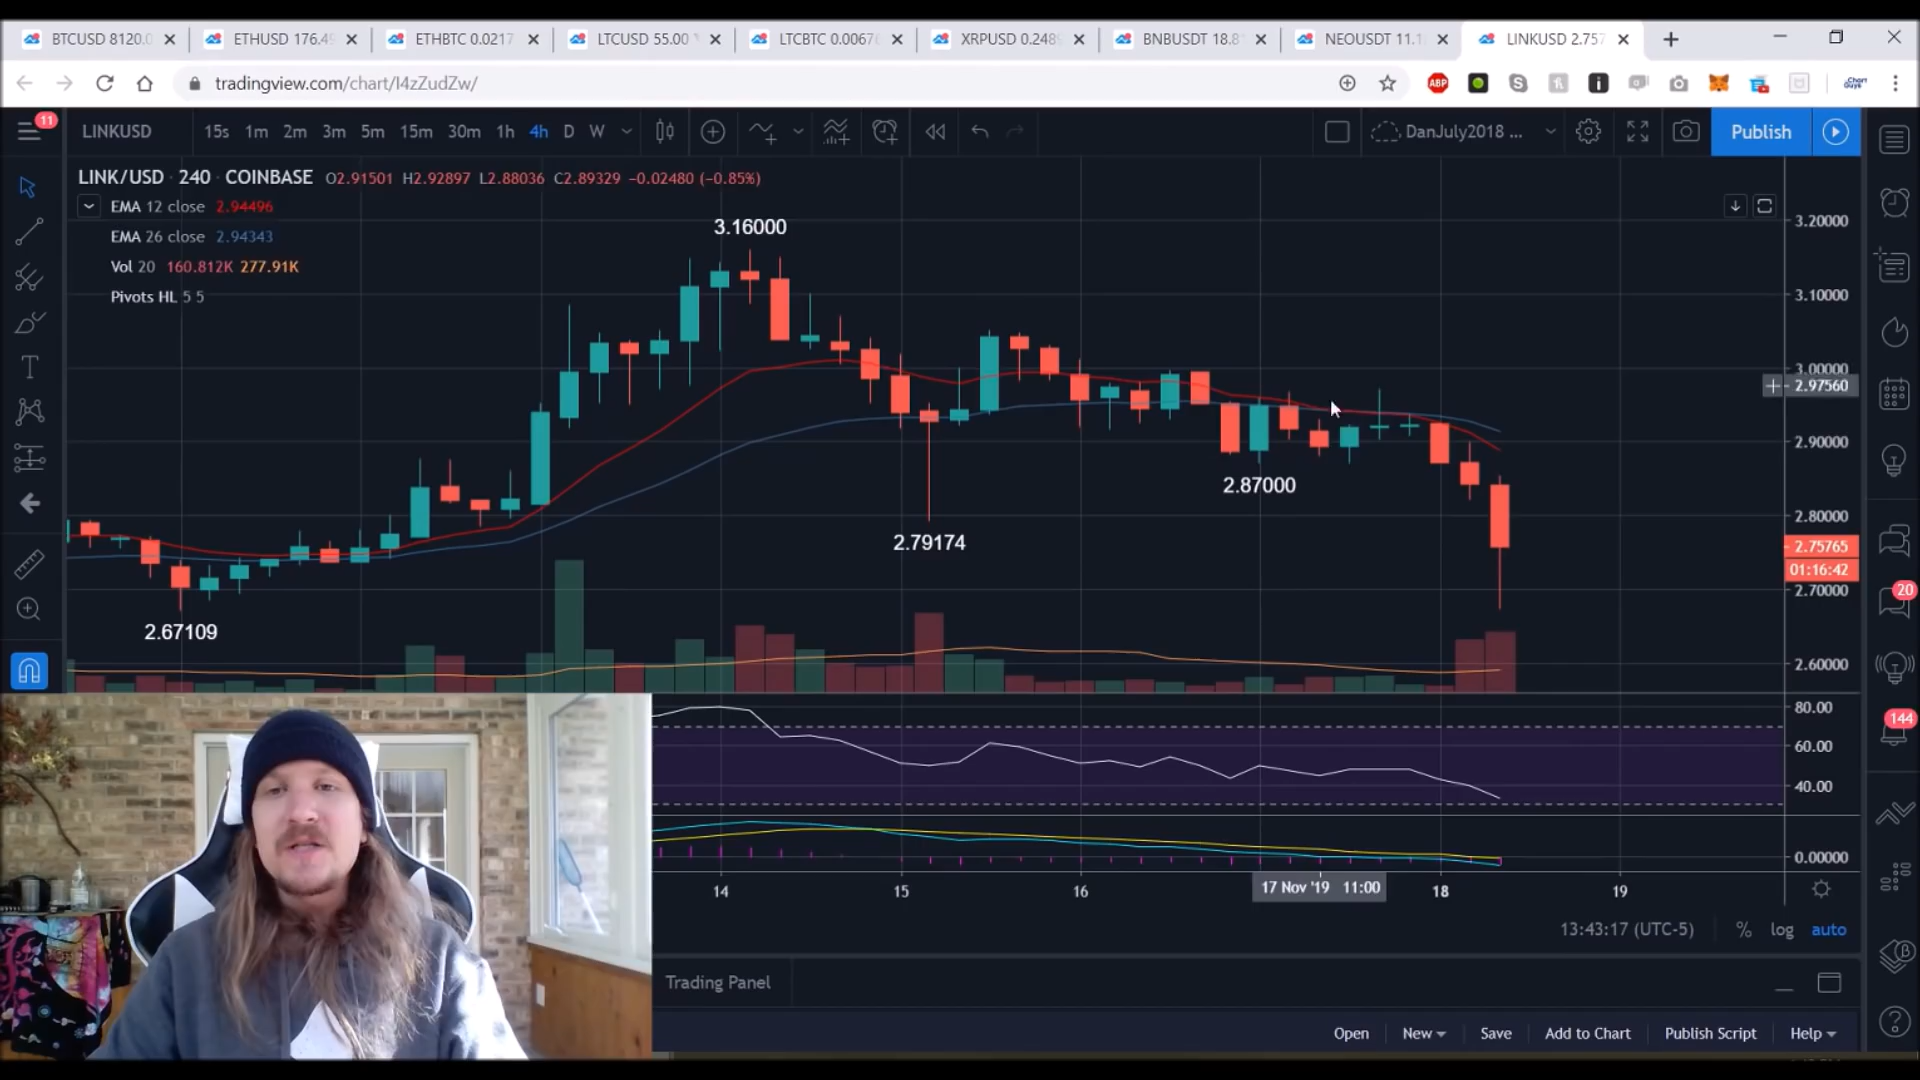 BTCUSD 8120.0
ETHUSD 176.4
ETHBTC 0.0217
LTCUSD 55.00
LTCBTC 0.0067
XRPUSD 0.248
BNBUSDT 18.8
NEOUSDT 11.1
LINKUSD 2.757
tradingview.com/chart/I4zZudZw/
ABP
11
LINKUSD
15s 1m 2m 3m 5m 15m 30m 1h 4h D W
DanJuly2018 ...
Publish
LINK/USD · 240 · COINBASE O2.91501 H2.92897 L2.88036 C2.89329 −0.02480 (−0.85%)
EMA 12 close 2.94496
EMA 26 close 2.94343
Vol 20 160.812K 277.91K
Pivots HL 5 5
3.16000
2.79174
2.87000
2.67109
3.20000
3.10000
3.00000
2.97560
2.90000
2.80000
2.75765
01:16:42
2.70000
2.60000
80.00
60.00
40.00
0.00000
20
144
14 15 16 17 Nov '19 11:00 18 19
13:43:17 (UTC-5) % log auto
Trading Panel
Open New Save Add to Chart Publish Script Help